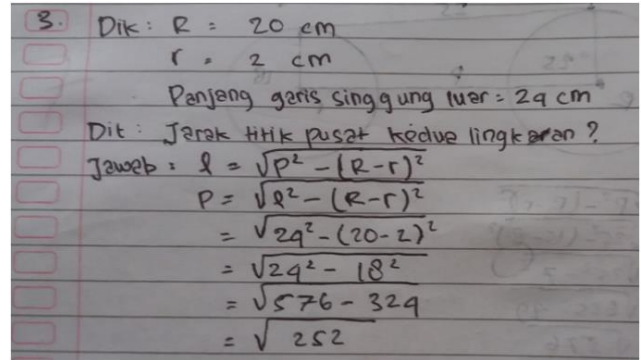 3. Dik : R = 20 cm
r = 2 cm
Panjang garis singgung luar = 24 cm
Dit : Jarak titik pusat kedua lingkaran ?
Jawab : l = √p² - (R-r)²
P = √l² - (R-r)²
= √24² - (20-2)²
= √24² - 18²
= √576 - 324
= √252